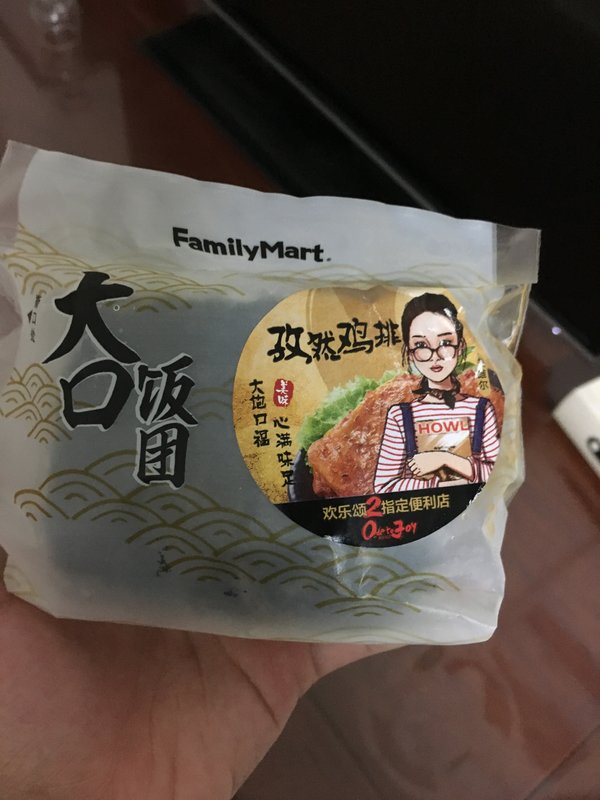 FamilyMart
大口
饭团
孜然鸡排
美味
大饱口福
心满味足
HOWL
欢乐颂2指定便利店
Ode to Joy